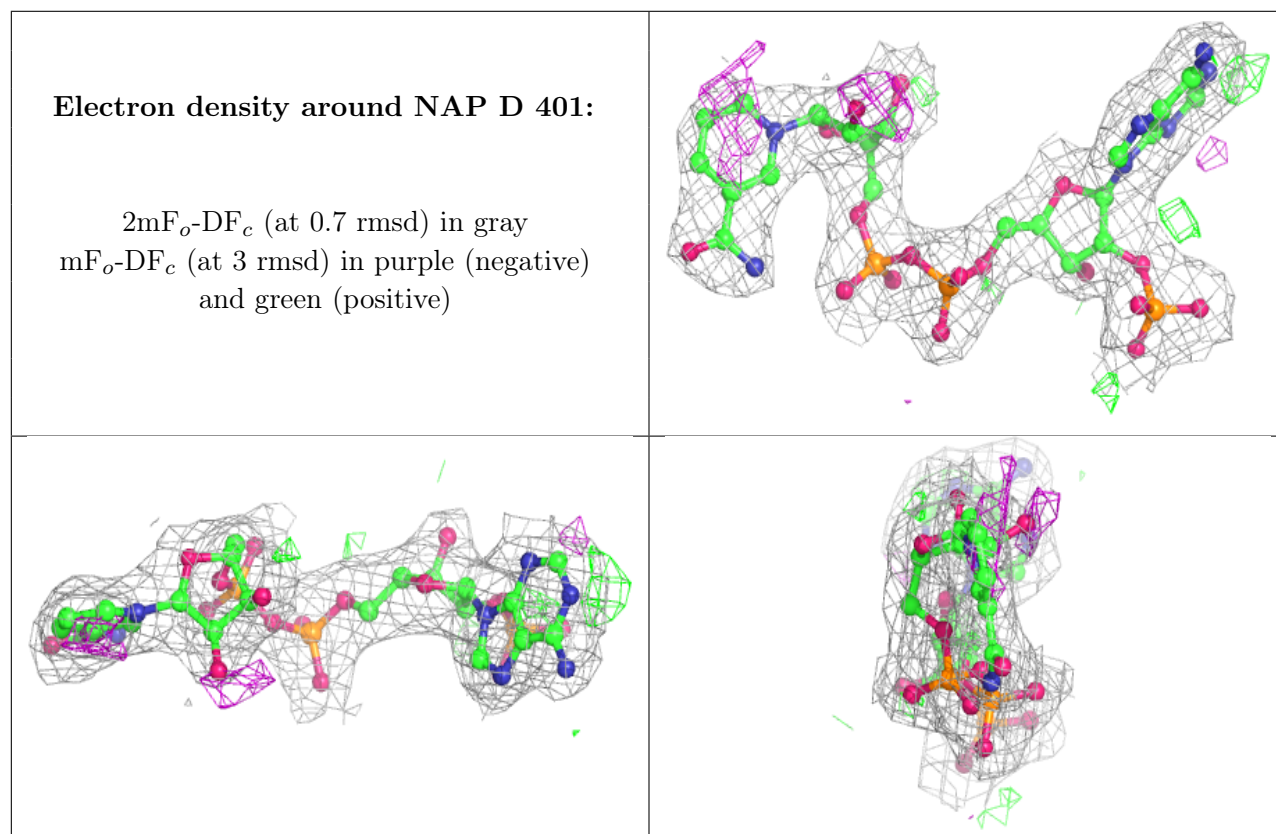 Electron density around NAP D 401:
2mFo-DFc (at 0.7 rmsd) in gray
mFo-DFc (at 3 rmsd) in purple (negative)
and green (positive)